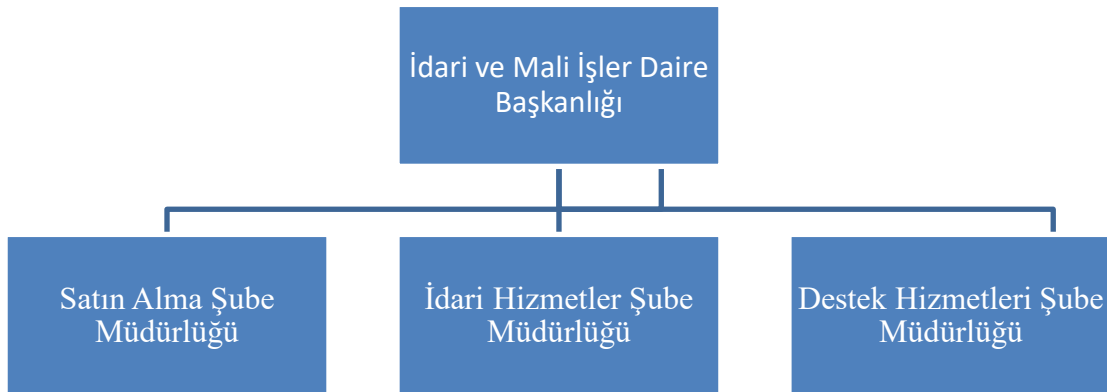 İdari ve Mali İşler Daire
Başkanlığı
Satın Alma Şube
Müdürlüğü
İdari Hizmetler Şube
Müdürlüğü
Destek Hizmetleri Şube
Müdürlüğü